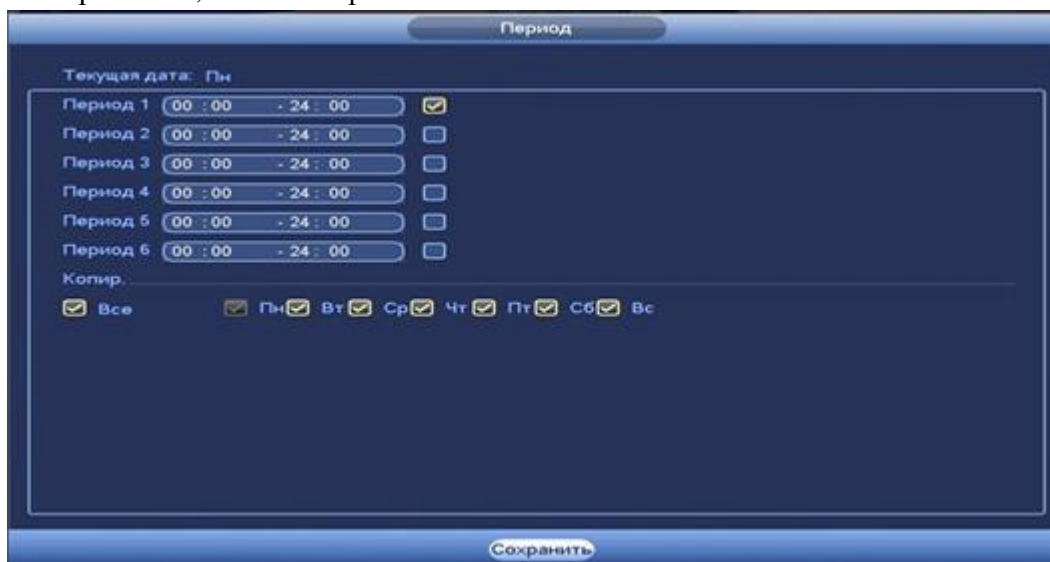 Период
Текущая дата: Пн
Период 1 00 : 00 - 24 : 00
Период 2 00 : 00 - 24 : 00
Период 3 00 : 00 - 24 : 00
Период 4 00 : 00 - 24 : 00
Период 5 00 : 00 - 24 : 00
Период 6 00 : 00 - 24 : 00
Копир.
Все Пн Вт Ср Чт Пт Сб Вс
Сохранить